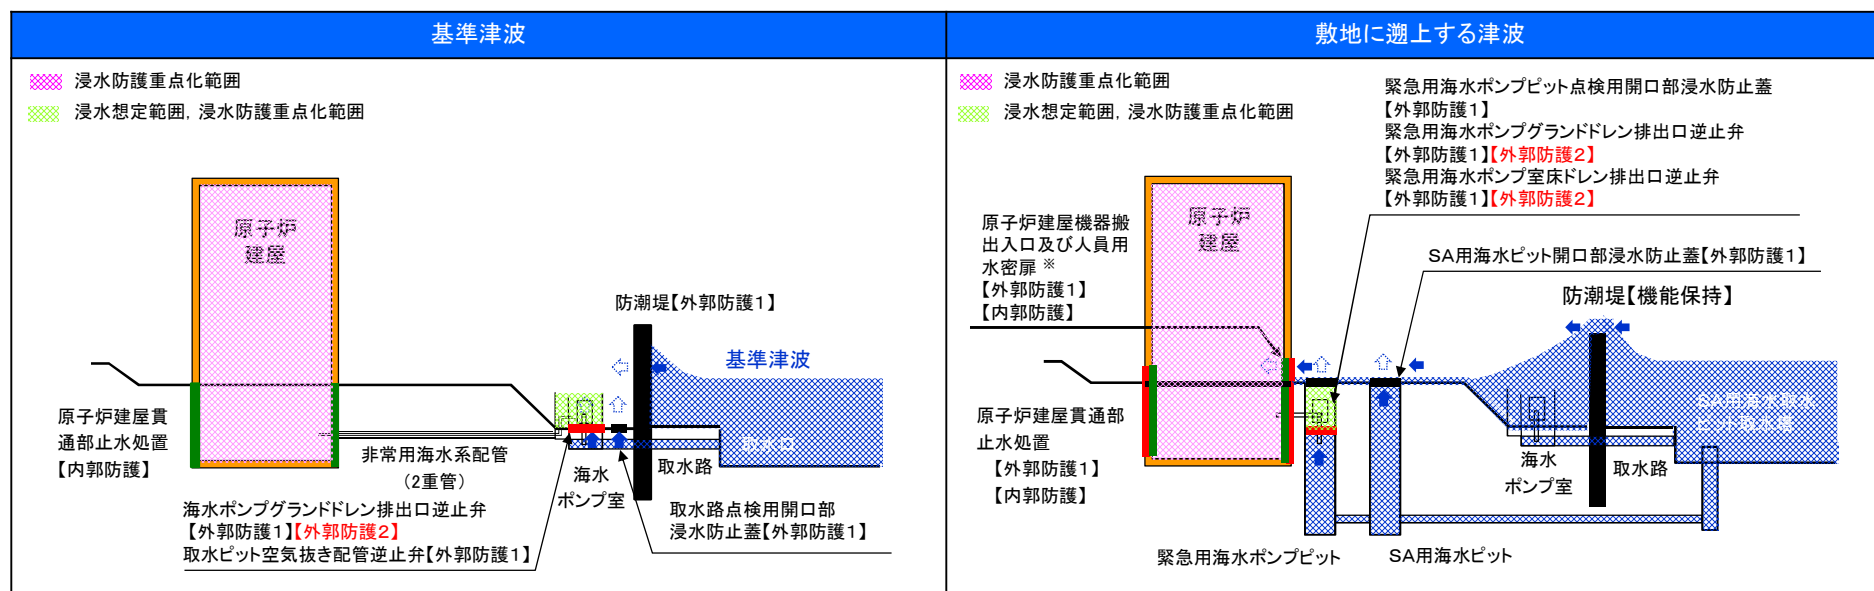 基準津波
浸水防護重点化範囲
浸水想定範囲，浸水防護重点化範囲
原子炉
建屋
防潮堤【外郭防護１】
基準津波
原子炉建屋貫
通部止水処置
【内郭防護】
非常用海水系配管
（２重管）
海水
ポンプ室
取水路
取水口
海水ポンプグランドドレン排出口逆止弁
【外郭防護１】【外郭防護２】
取水ピット空気抜き配管逆止弁【外郭防護１】
取水路点検用開口部
浸水防止蓋【外郭防護１】
敷地に遡上する津波
浸水防護重点化範囲
浸水想定範囲，浸水防護重点化範囲
緊急用海水ポンプピット点検用開口部浸水防止蓋
【外郭防護１】
緊急用海水ポンプグランドドレン排出口逆止弁
【外郭防護１】【外郭防護２】
緊急用海水ポンプ室床ドレン排出口逆止弁
【外郭防護１】【外郭防護２】
原子炉建屋機器搬
出入口及び人員用
水密扉※
【外郭防護１】
【内郭防護】
原子炉
建屋
ＳＡ用海水ピット開口部浸水防止蓋【外郭防護１】
防潮堤【機能保持】
原子炉建屋貫通部
止水処置
【外郭防護１】
【内郭防護】
ＳＡ用海水取水
ピット取水塔
海水
ポンプ室
取水路
緊急用海水ポンプピット
ＳＡ用海水ピット